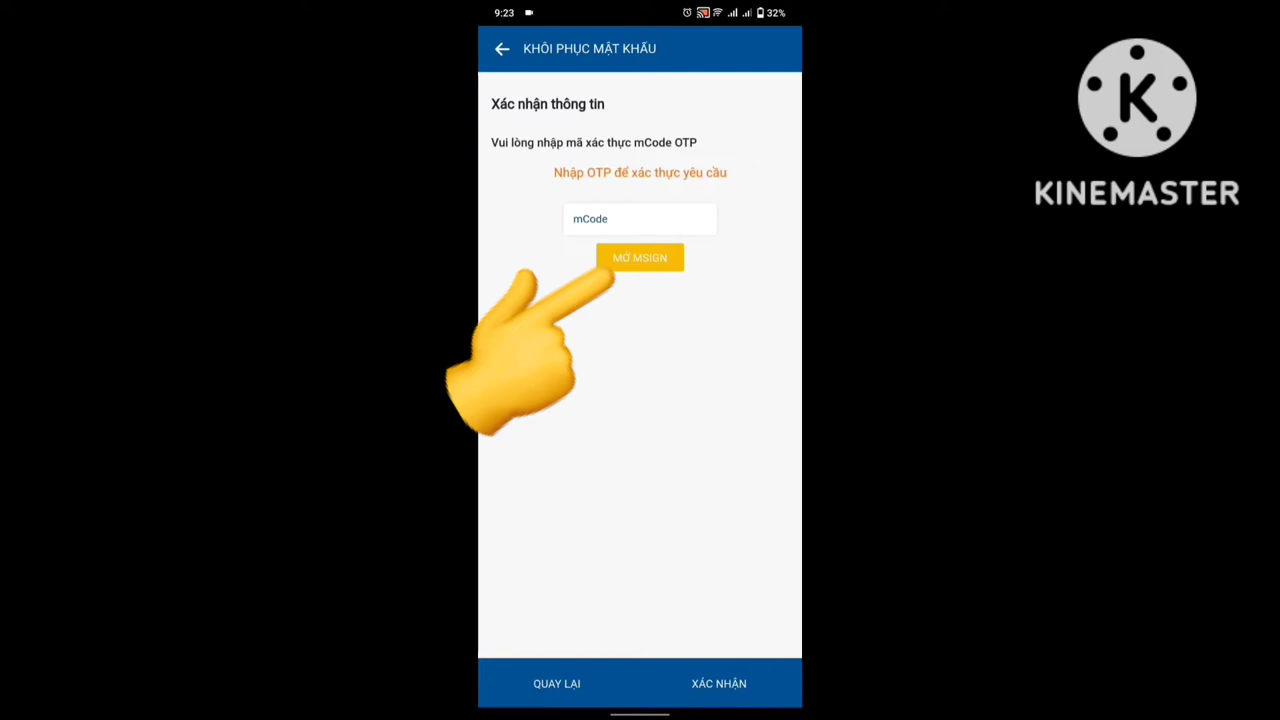 9:23
32%
KHÔI PHỤC MẬT KHẨU
Xác nhận thông tin
Vui lòng nhập mã xác thực mCode OTP
Nhập OTP để xác thực yêu cầu
mCode
MỞ MSIGN
QUAY LẠI
XÁC NHẬN
K
KINEMASTER